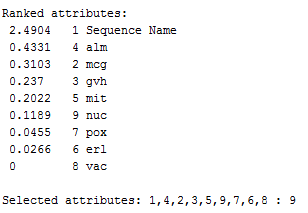 Ranked attributes:
2.4904 1 Sequence Name
0.4331 4 alm
0.3103 2 mcg
0.237 3 gvh
0.2022 5 mit
0.1189 9 nuc
0.0455 7 pox
0.0266 6 erl
0 8 vac
Selected attributes: 1,4,2,3,5,9,7,6,8 : 9